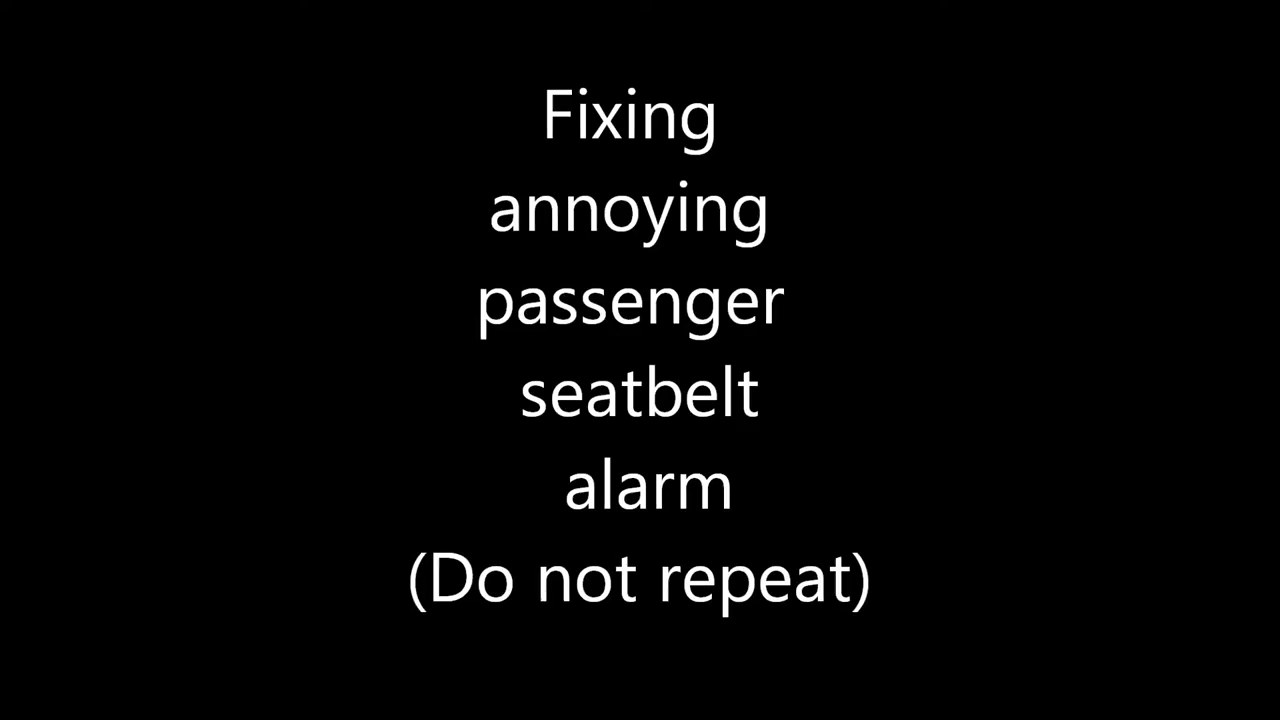 Fixing
annoying
passenger
seatbelt
alarm
(Do not repeat)